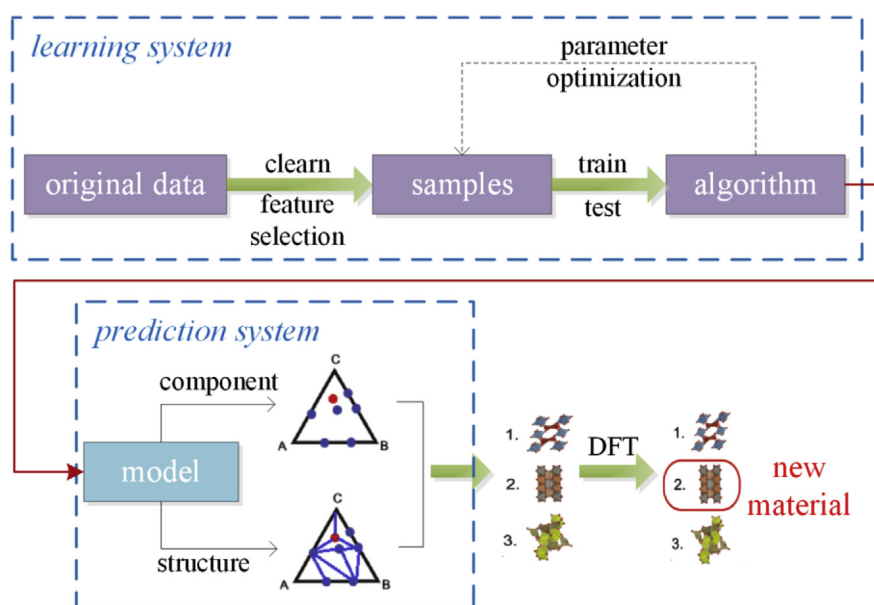 learning system
parameter
optimization
original data
clearn
feature
selection
samples
train
test
algorithm
prediction system
component
model
structure
C
A
B
C
A
B
1.
2.
3.
DFT
1.
2.
3.
new
material